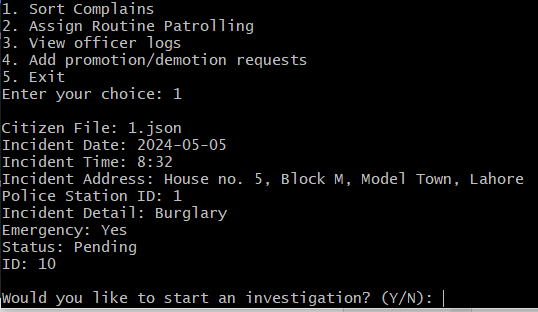 1. Sort Complains
2. Assign Routine Patrolling
3. View officer logs
4. Add promotion/demotion requests
5. Exit
Enter your choice: 1
Citizen File: 1.json
Incident Date: 2024-05-05
Incident Time: 8:32
Incident Address: House no. 5, Block M, Model Town, Lahore
Police Station ID: 1
Incident Detail: Burglary
Emergency: Yes
Status: Pending
ID: 10
Would you like to start an investigation? (Y/N):